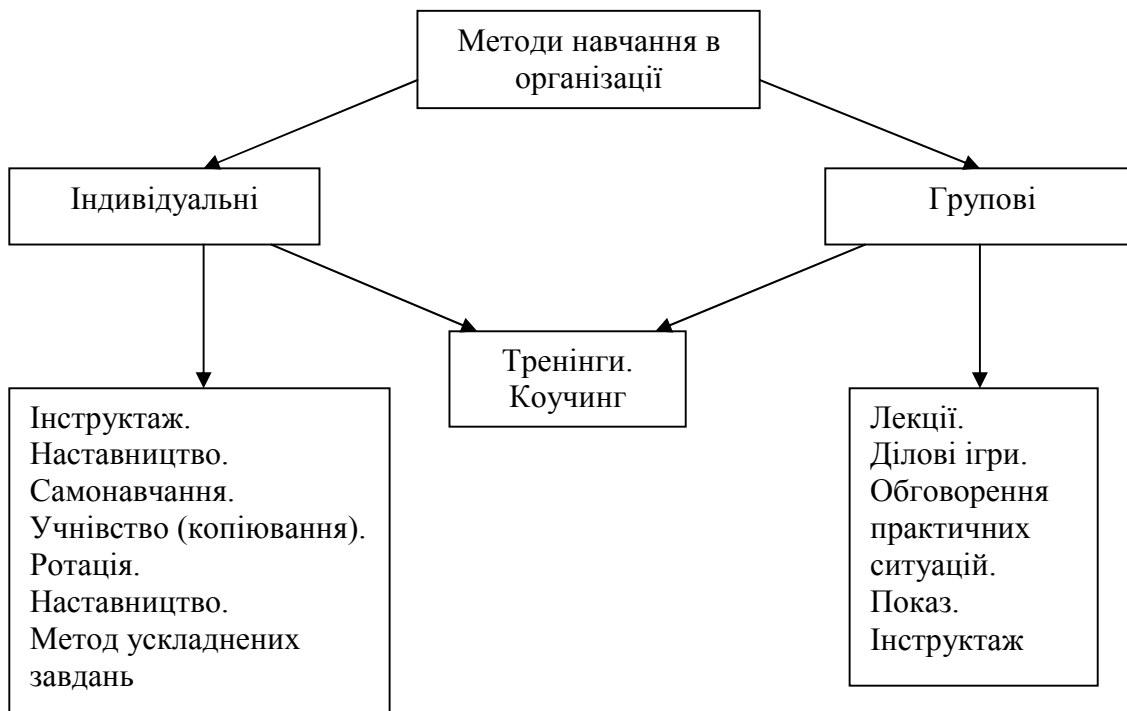 Методи навчання в
організації
Індивідуальні
Групові
Тренінги.
Коучинг
Інструктаж.
Наставництво.
Самонавчання.
Учнівство (копіювання).
Ротація.
Наставництво.
Метод ускладнених
завдань
Лекції.
Ділові ігри.
Обговорення
практичних
ситуацій.
Показ.
Інструктаж